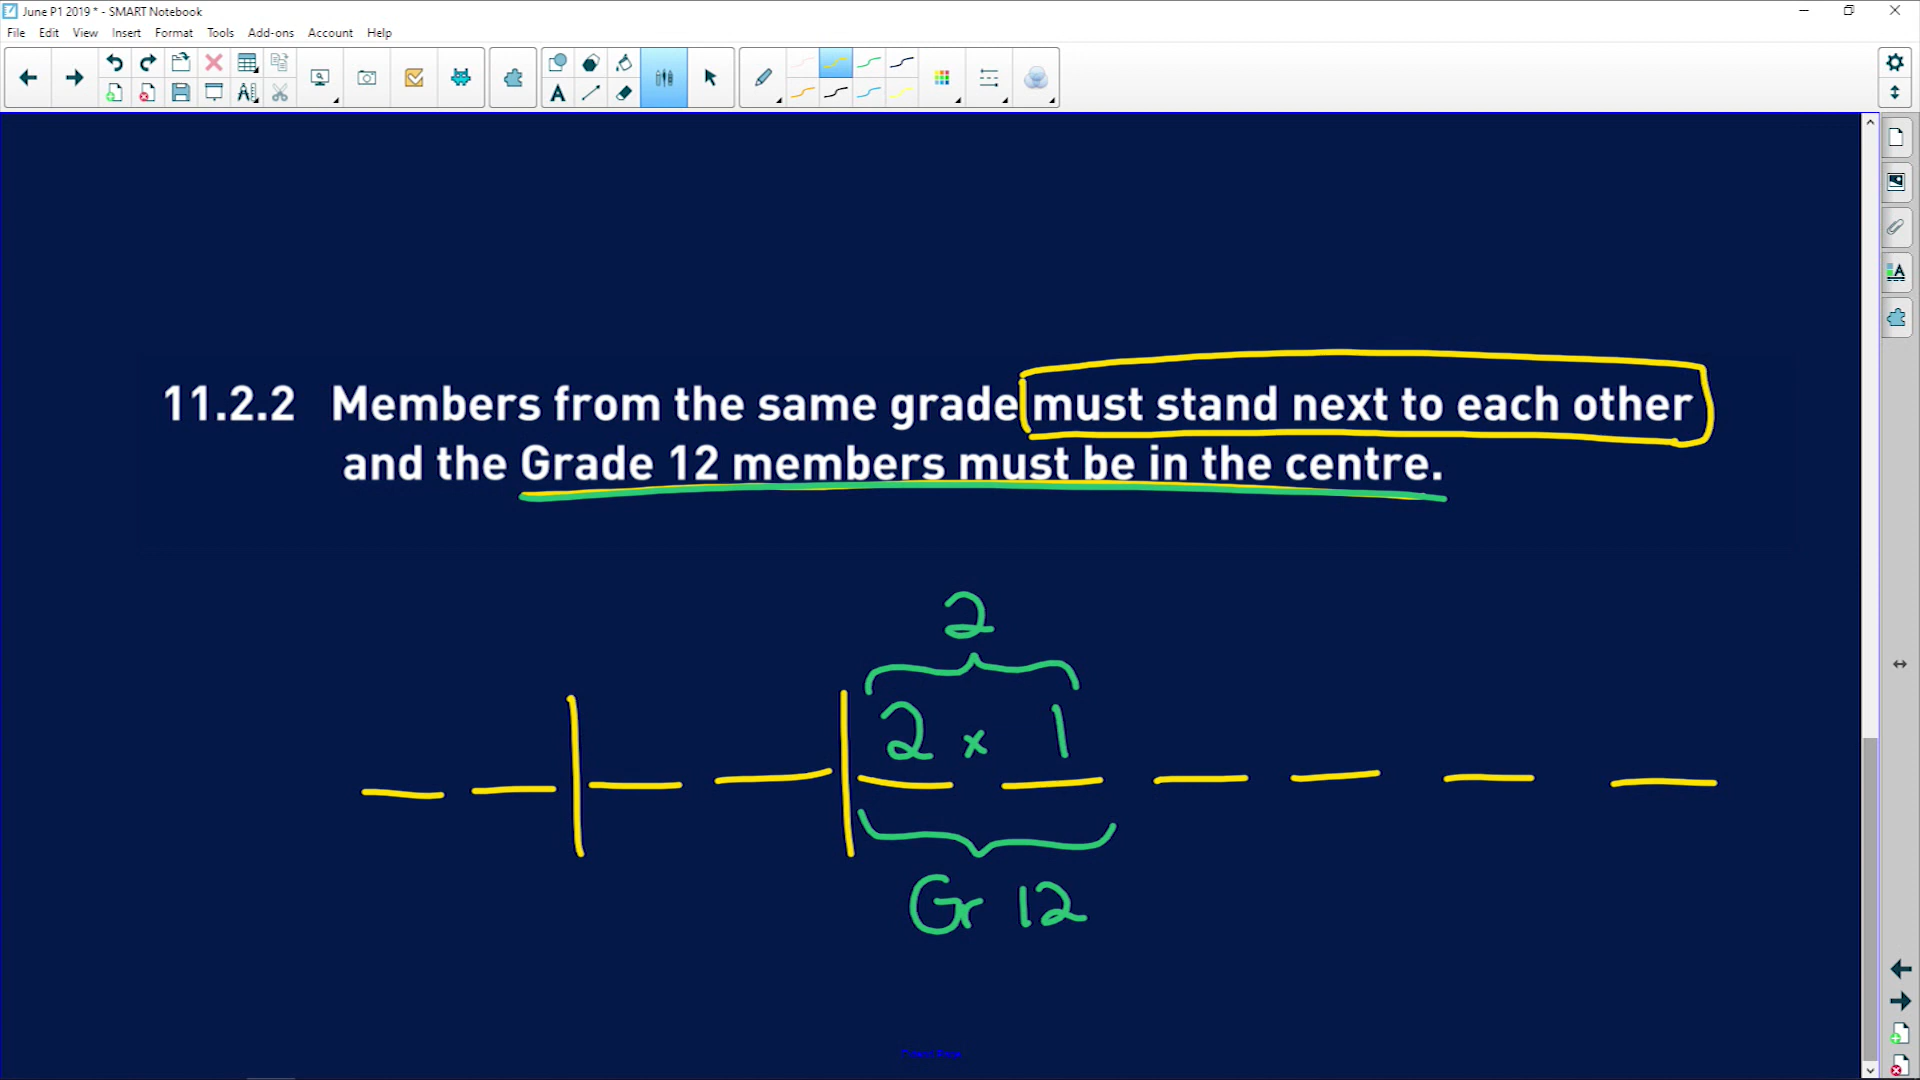 June P1 2019 * - SMART Notebook
File Edit View Insert Format Tools Add-ons Account Help
11.2.2 Members from the same grade must stand next to each other
and the Grade 12 members must be in the centre.
2
2 x 1
Gr 12